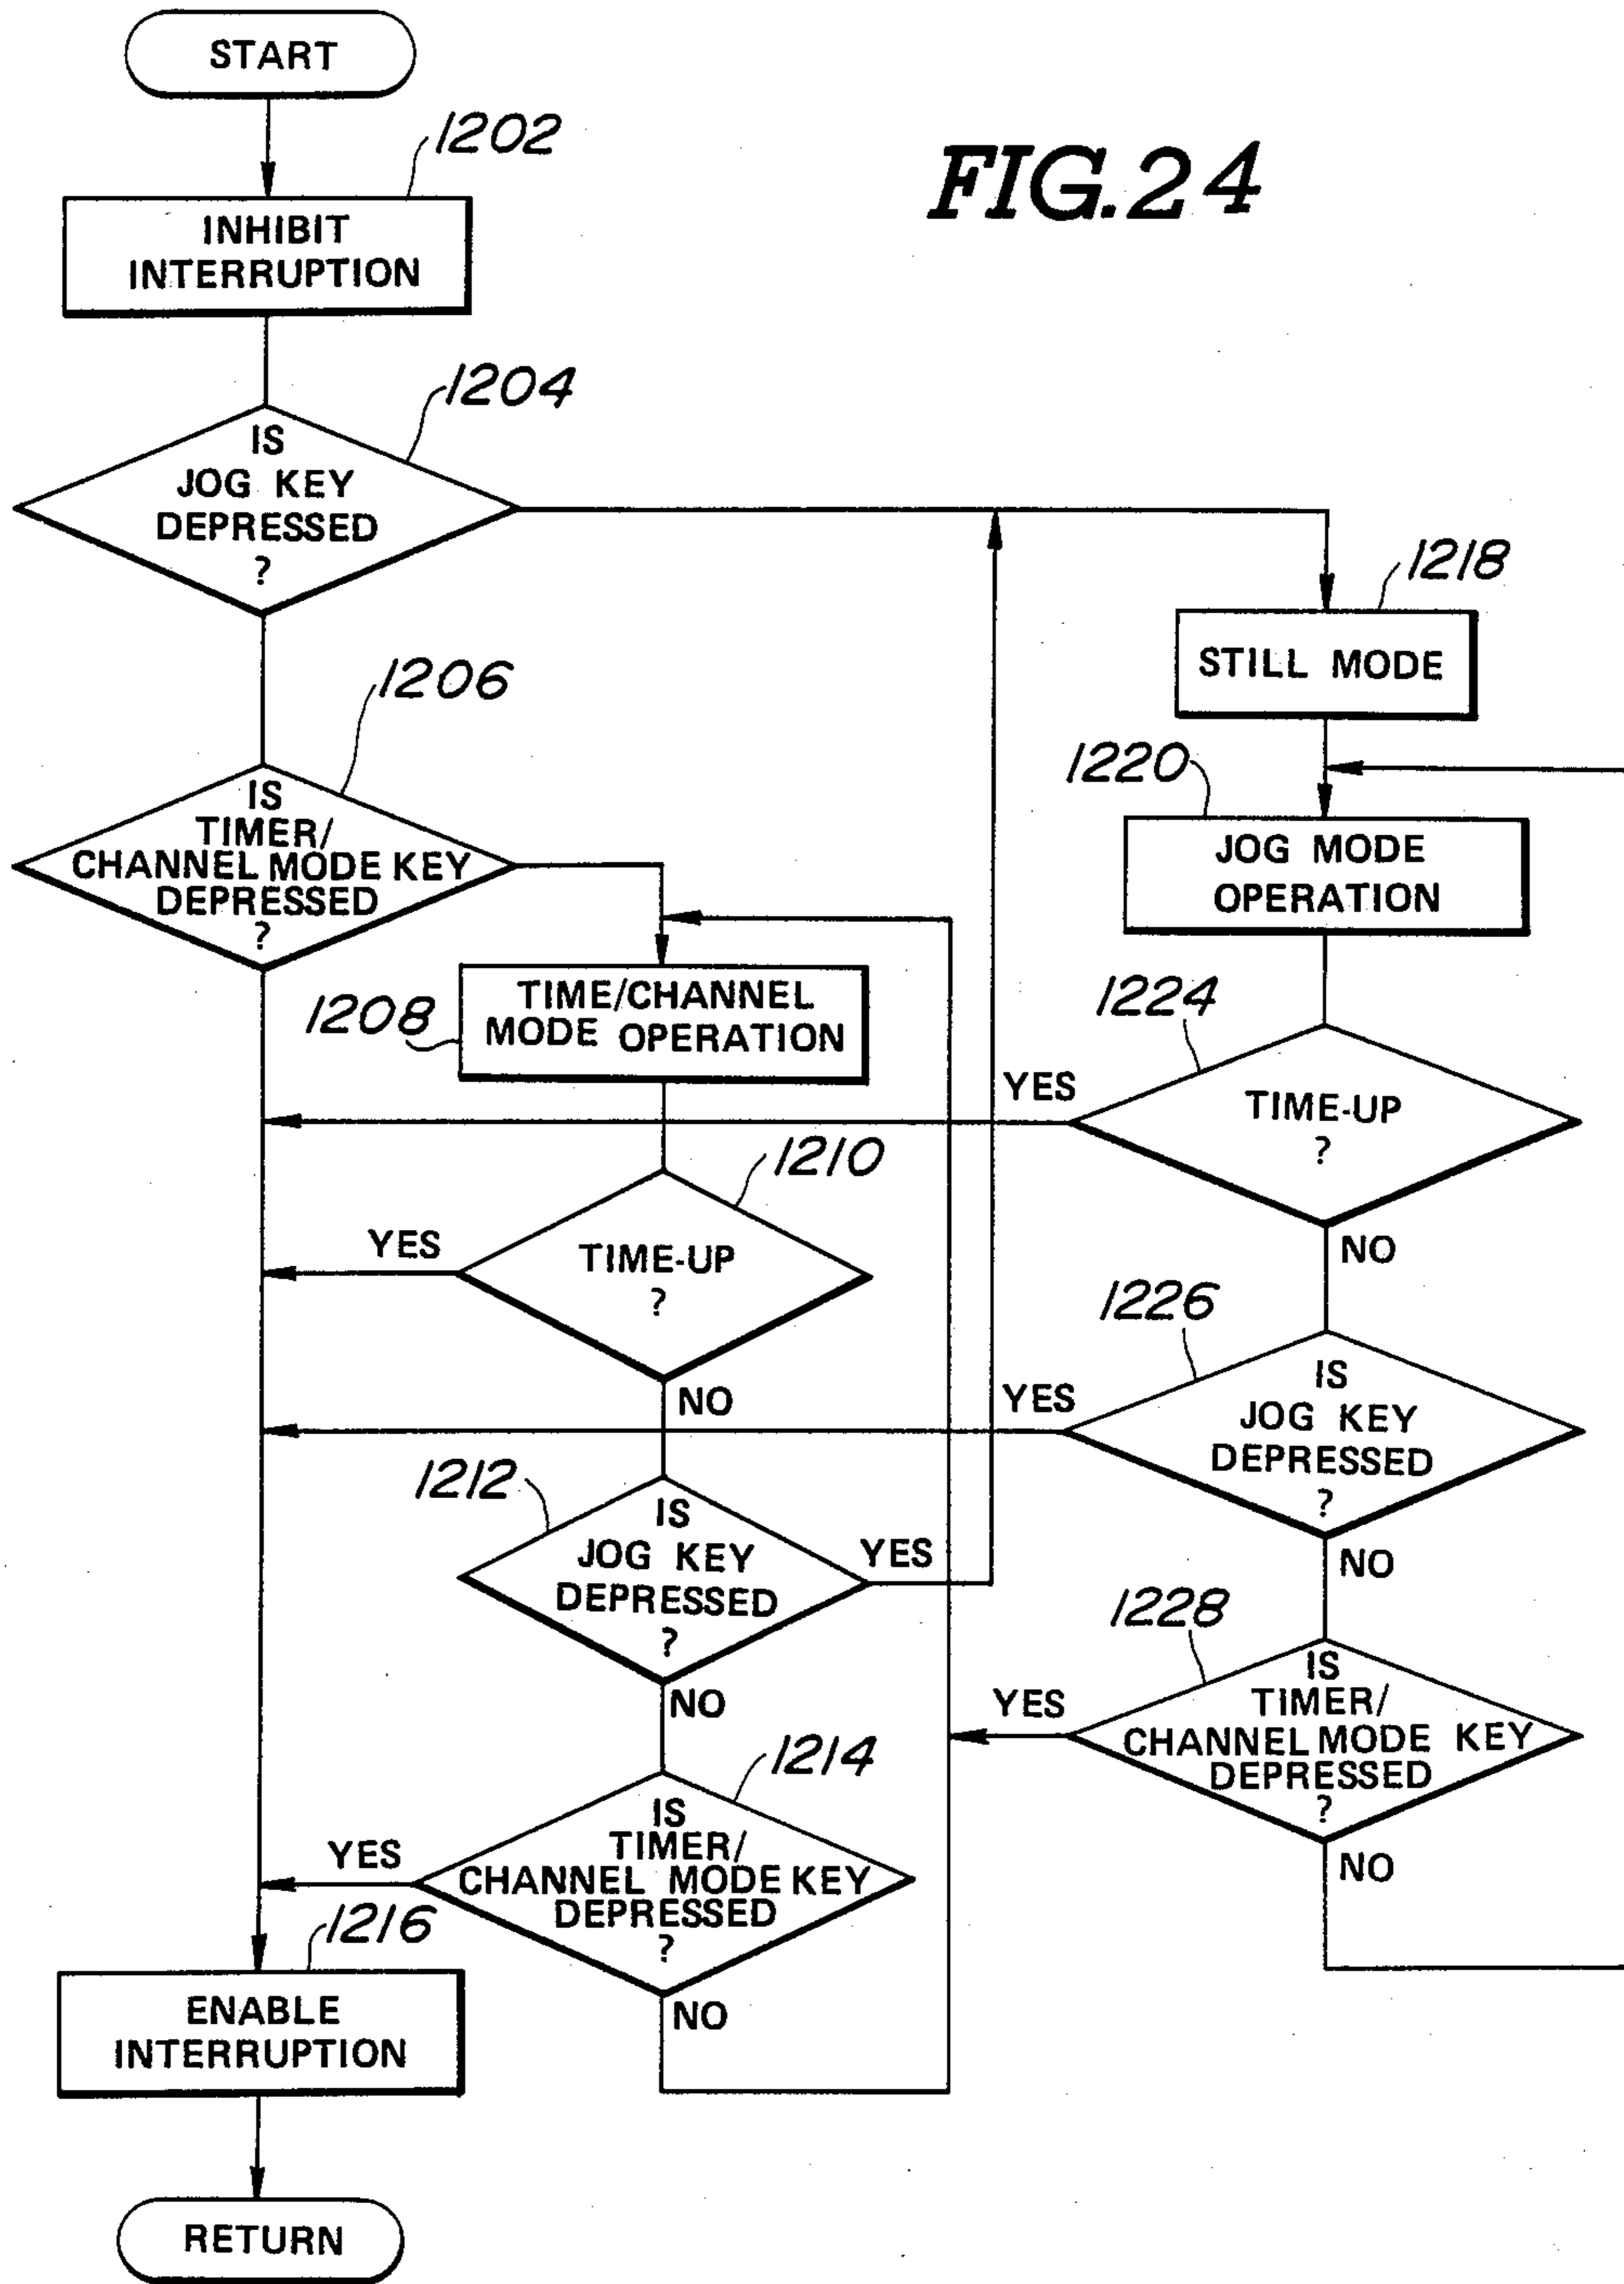 START
1202
FIG.24
INHIBIT
INTERRUPTION
1204
IS
JOG KEY
DEPRESSED
?
1218
STILL MODE
1206
IS
TIMER/
CHANNEL MODE KEY
DEPRESSED
?
1220
JOG MODE
OPERATION
1208
TIME/CHANNEL
MODE OPERATION
1224
YES
TIME-UP
?
NO
1210
YES
TIME-UP
?
NO
1226
YES
IS
JOG KEY
DEPRESSED
?
NO
1212
IS
JOG KEY
DEPRESSED
?
YES
NO
1228
YES
IS
TIMER/
CHANNEL MODE KEY
DEPRESSED
?
NO
1214
YES
IS
TIMER/
CHANNEL MODE KEY
DEPRESSED
?
NO
1216
ENABLE
INTERRUPTION
RETURN